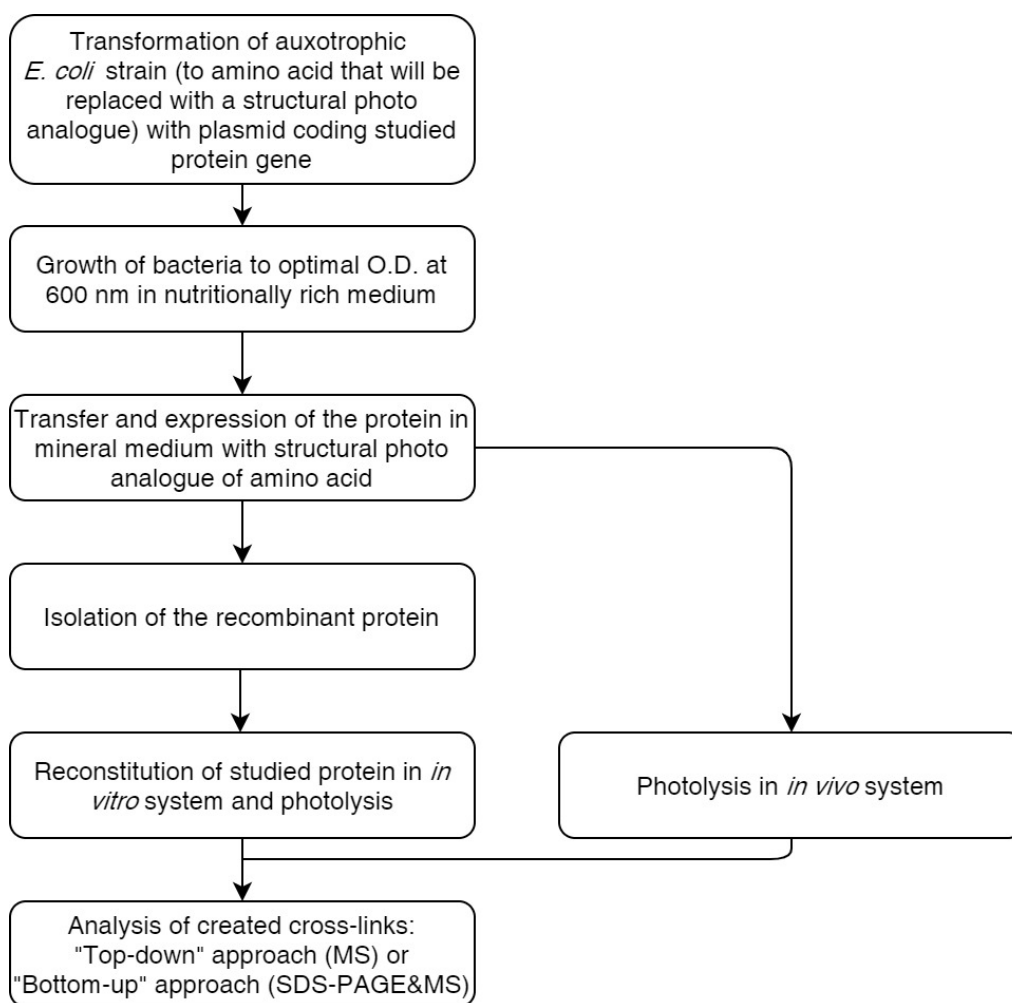 Transformation of auxotrophic
E. coli strain (to amino acid that will be
replaced with a structural photo
analogue) with plasmid coding studied
protein gene
Growth of bacteria to optimal O.D. at
600 nm in nutritionally rich medium
Transfer and expression of the protein in
mineral medium with structural photo
analogue of amino acid
Isolation of the recombinant protein
Reconstitution of studied protein in in
vitro system and photolysis
Photolysis in in vivo system
Analysis of created cross-links:
"Top-down" approach (MS) or
"Bottom-up" approach (SDS-PAGE&MS)